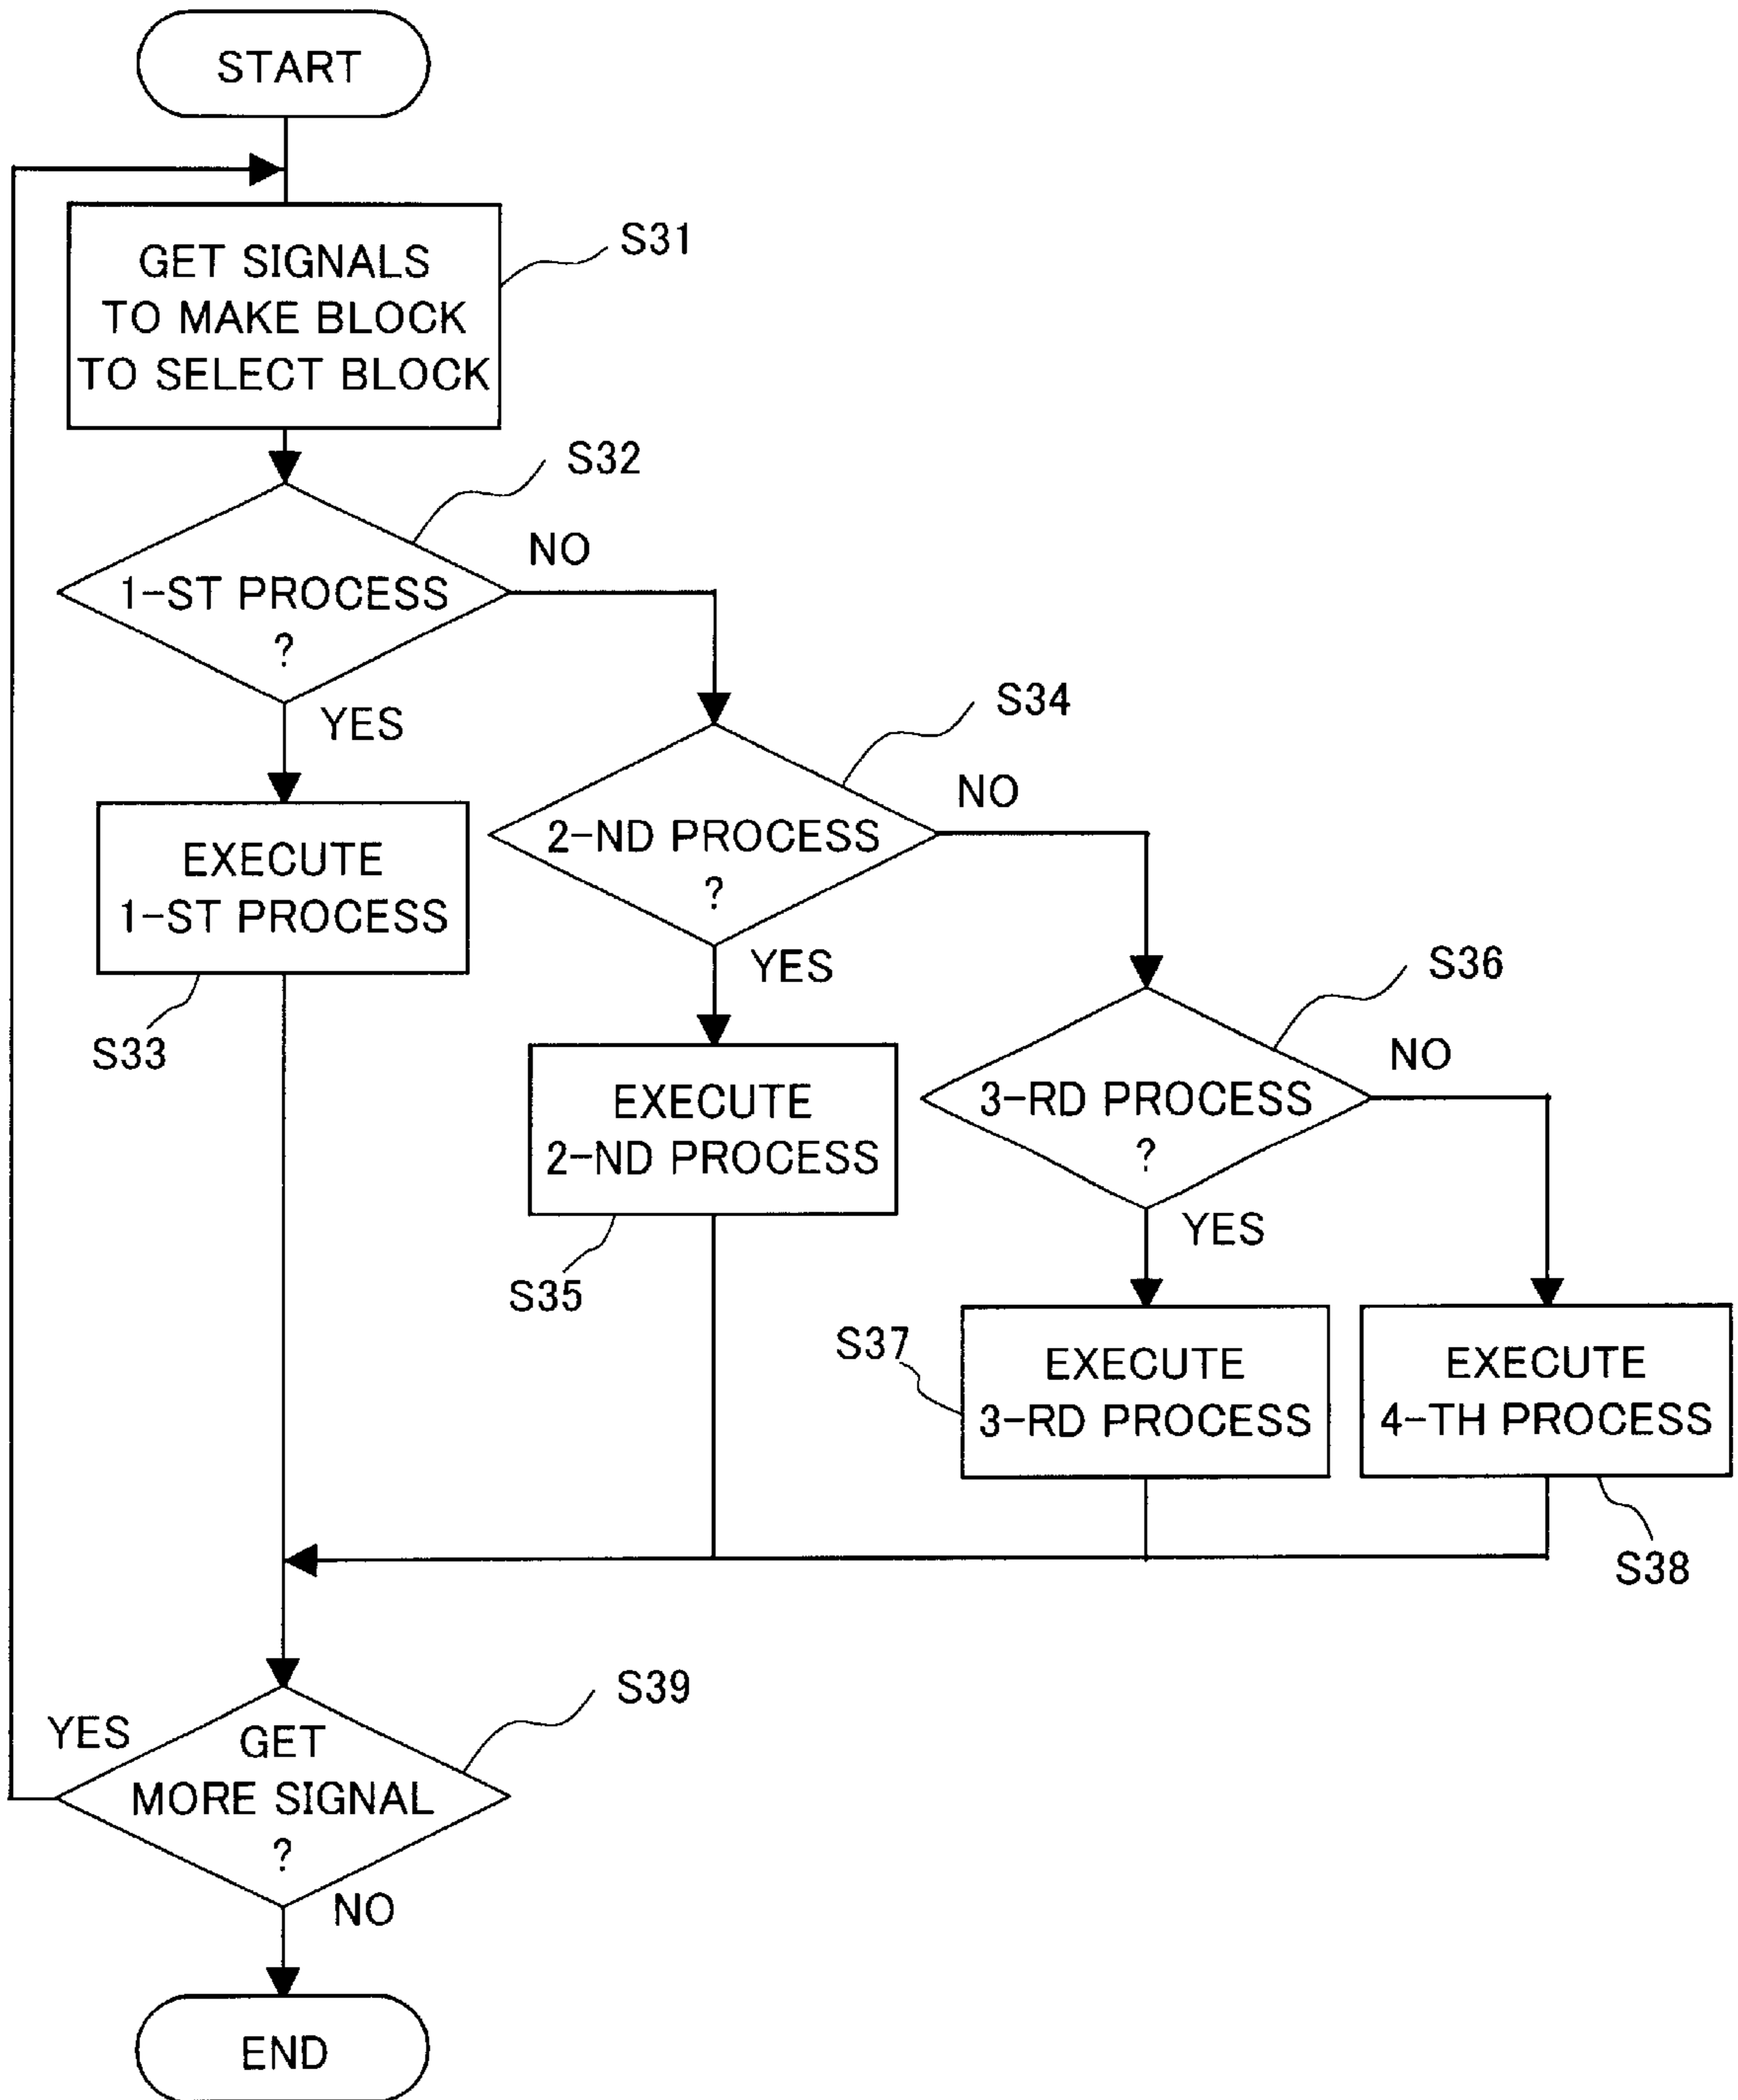 START
GET SIGNALS
TO MAKE BLOCK
TO SELECT BLOCK
S31
S32
1-ST PROCESS
?
NO
YES
EXECUTE
1-ST PROCESS
S33
S34
2-ND PROCESS
?
NO
YES
EXECUTE
2-ND PROCESS
S35
S36
3-RD PROCESS
?
NO
YES
S37
EXECUTE
3-RD PROCESS
EXECUTE
4-TH PROCESS
S38
S39
YES
GET
MORE SIGNAL
?
NO
END